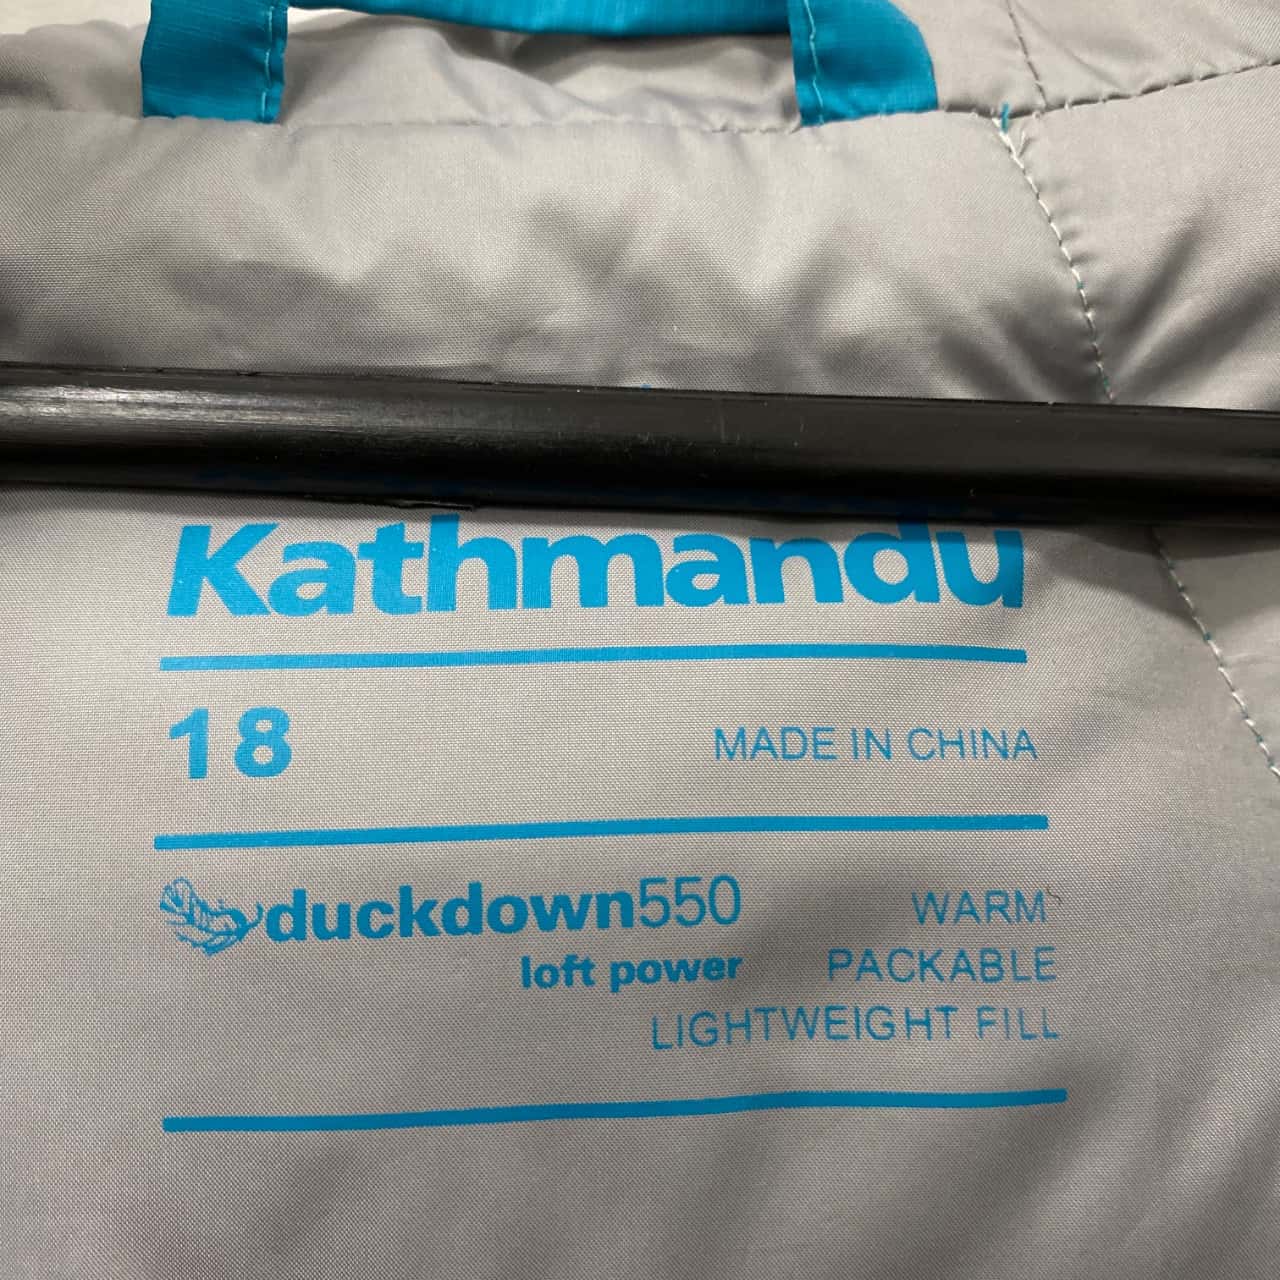 Kathmandu
18
MADE IN CHINA
duckdown550
loft power
WARM
PACKABLE
LIGHTWEIGHT FILL